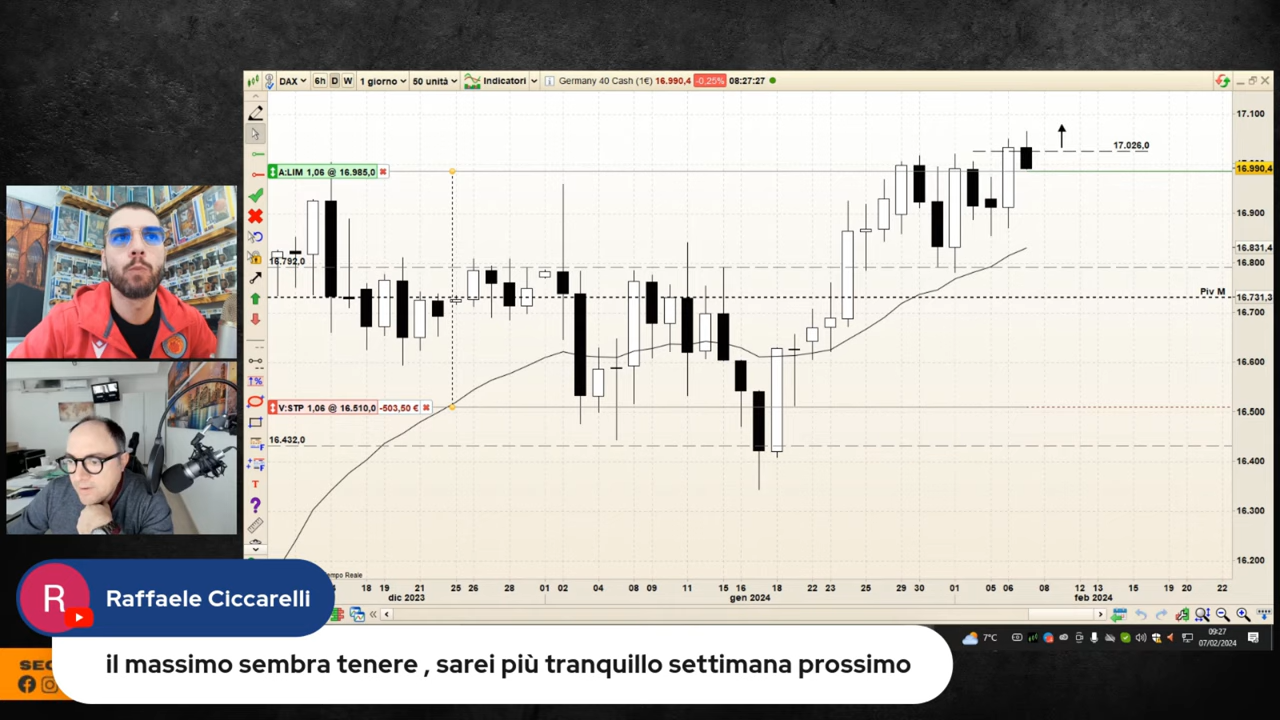 DAX 6h D W 1 giorno 50 unità Indicatori Germany 40 Cash (1€) 16.990,4 -0,25% 08:27:27
17.100
17.026,0
A:LIM 1,06 @ 16.985,0
16.990,4
16.900
16.831,4
16.792,0
16.800
Piv M
16.731,3
16.700
16.600
V:STP 1,06 @ 16.510,0 -503,50 €
16.500
16.432,0
16.400
16.300
16.200
empo Reale
18 19 21 25 26 28 01 02 04 08 09 11 15 16 18 22 23 25 29 30 01 05 06 08 12 13 15 19 20 22
dic 2023 gen 2024 feb 2024
7°C 09:27
07/02/2024
R Raffaele Ciccarelli
il massimo sembra tenere , sarei più tranquillo settimana prossimo